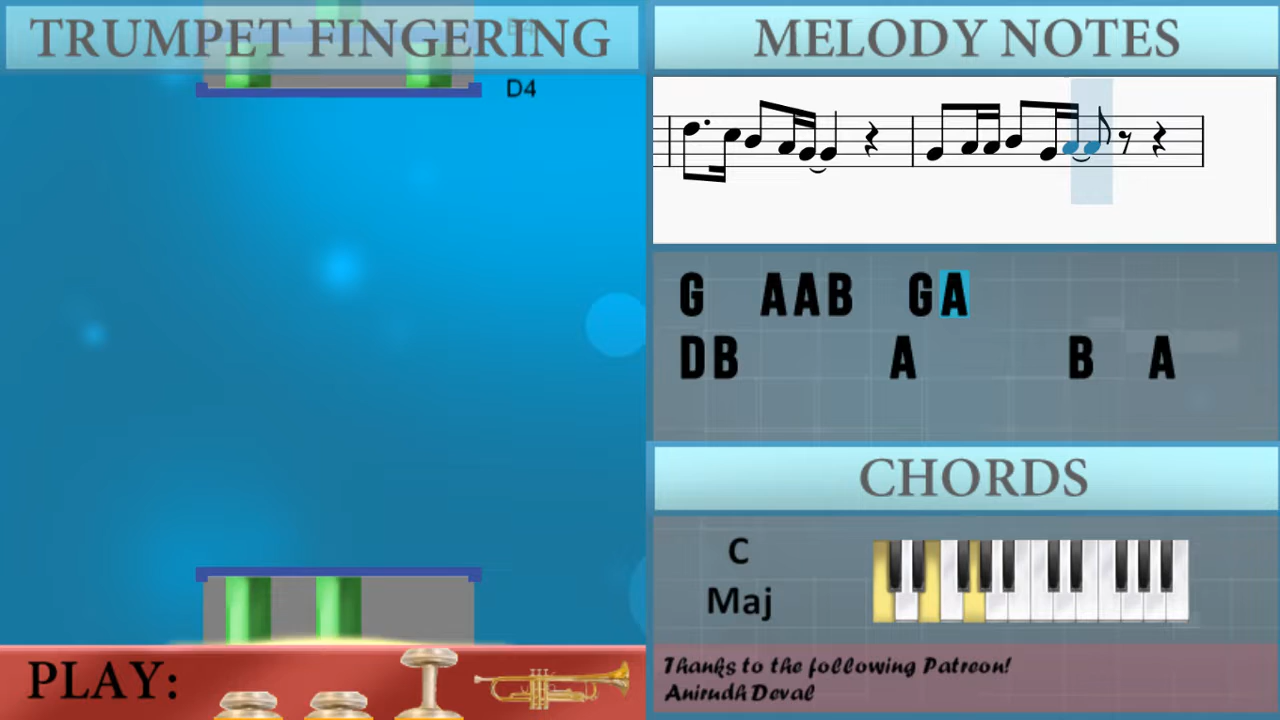 TRUMPET FINGERING
D4
PLAY:
MELODY NOTES
G AAB GA
DB A B A
CHORDS
C
Maj
Thanks to the following Patreon!
Anirudh Deval